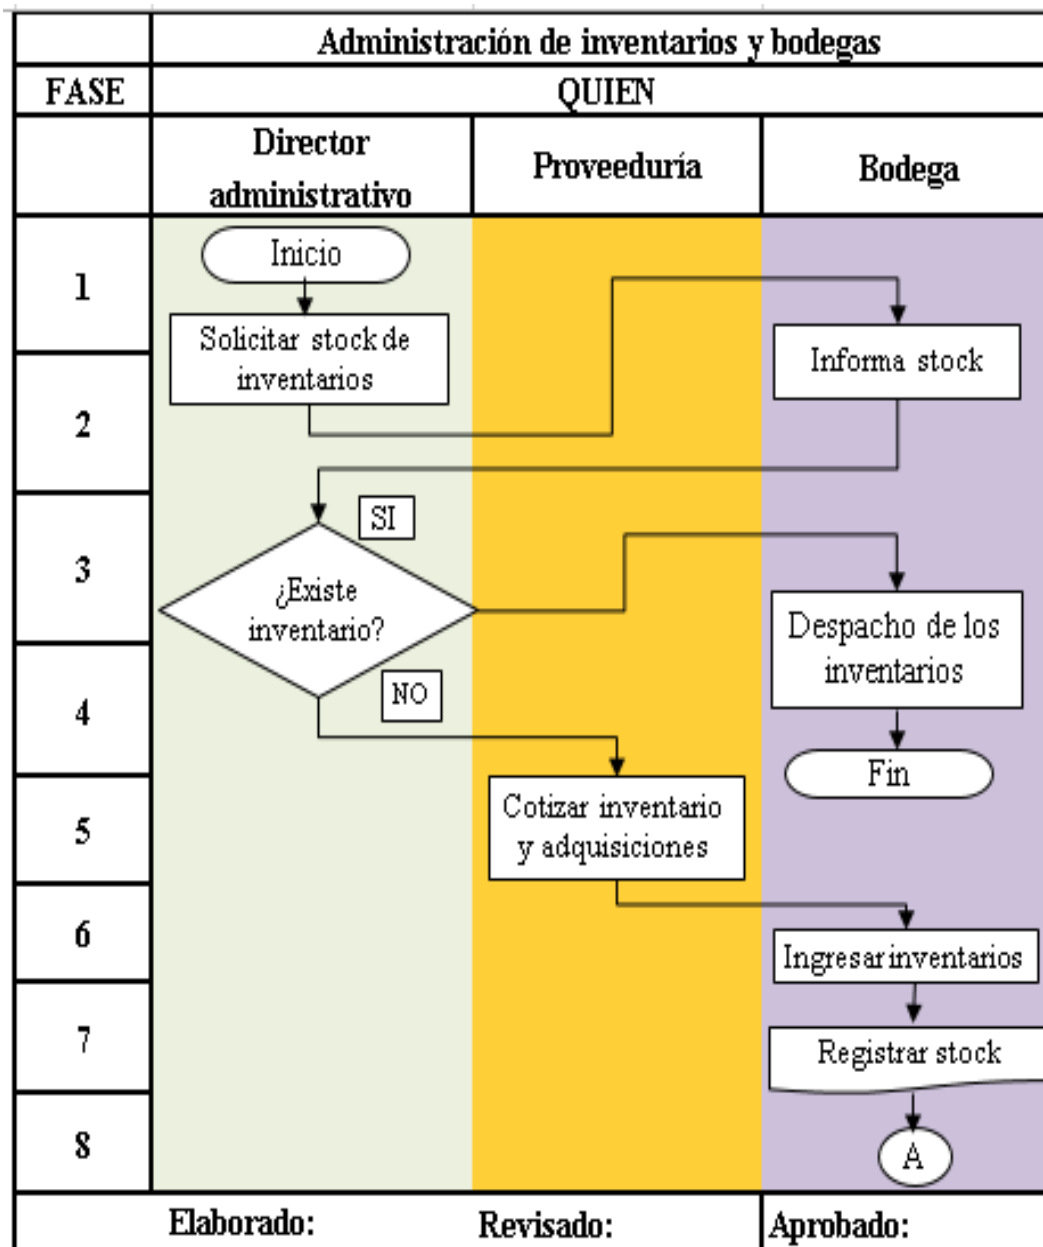 Administración de inventarios y bodegas
FASE
QUIEN
Director
administrativo
Proveeduría
Bodega
1
Inicio
Solicitar stock de
inventarios
Informa stock
2
SI
3
¿Existe
inventario?
Despacho de los
inventarios
4
NO
Fin
5
Cotizar inventario
y adquisiciones
6
Ingresar inventarios
7
Registrar stock
8
A
Elaborado:
Revisado:
Aprobado: